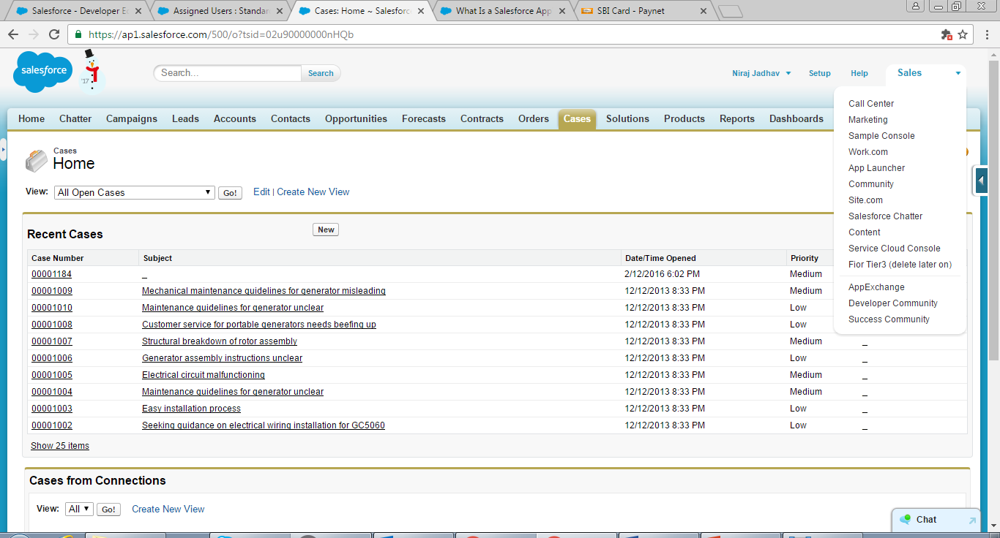 Salesforce - Developer Ec
Assigned Users : Standar
Cases: Home ~ Salesforce
What Is a Salesforce App
SBI Card - Paynet
https://ap1.salesforce.com/500/o?tsid=02u90000000nHQb
salesforce
'17
Search...
Search
Niraj Jadhav
Setup
Help
Sales
Home Chatter Campaigns Leads Accounts Contacts Opportunities Forecasts Contracts Orders Cases Solutions Products Reports Dashboards
Call Center
Marketing
Sample Console
Work.com
App Launcher
Community
Site.com
Salesforce Chatter
Content
Service Cloud Console
Fior Tier3 (delete later on)
AppExchange
Developer Community
Success Community
Cases
Home
View: All Open Cases Go! Edit | Create New View
Recent Cases New
Case Number Subject Date/Time Opened Priority
00001184 _ 2/12/2016 6:02 PM Medium
00001009 Mechanical maintenance guidelines for generator misleading 12/12/2013 8:33 PM Medium
00001010 Maintenance guidelines for generator unclear 12/12/2013 8:33 PM Low
00001008 Customer service for portable generators needs beefing up 12/12/2013 8:33 PM Low
00001007 Structural breakdown of rotor assembly 12/12/2013 8:33 PM Medium _
00001006 Generator assembly instructions unclear 12/12/2013 8:33 PM Low _
00001005 Electrical circuit malfunctioning 12/12/2013 8:33 PM Medium _
00001004 Maintenance guidelines for generator unclear 12/12/2013 8:33 PM Medium _
00001003 Easy installation process 12/12/2013 8:33 PM Low _
00001002 Seeking guidance on electrical wiring installation for GC5060 12/12/2013 8:33 PM Low _
Show 25 items
Cases from Connections
View: All Go! Create New View
Chat